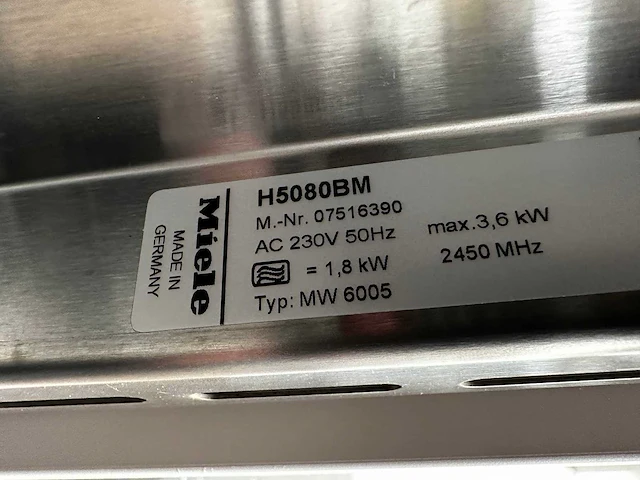 MADE IN
GERMANY
Miele
H5080BM
M.-Nr. 07516390
AC 230V 50Hz
max.3,6 kW
= 1,8 kW
2450 MHz
Typ: MW 6005